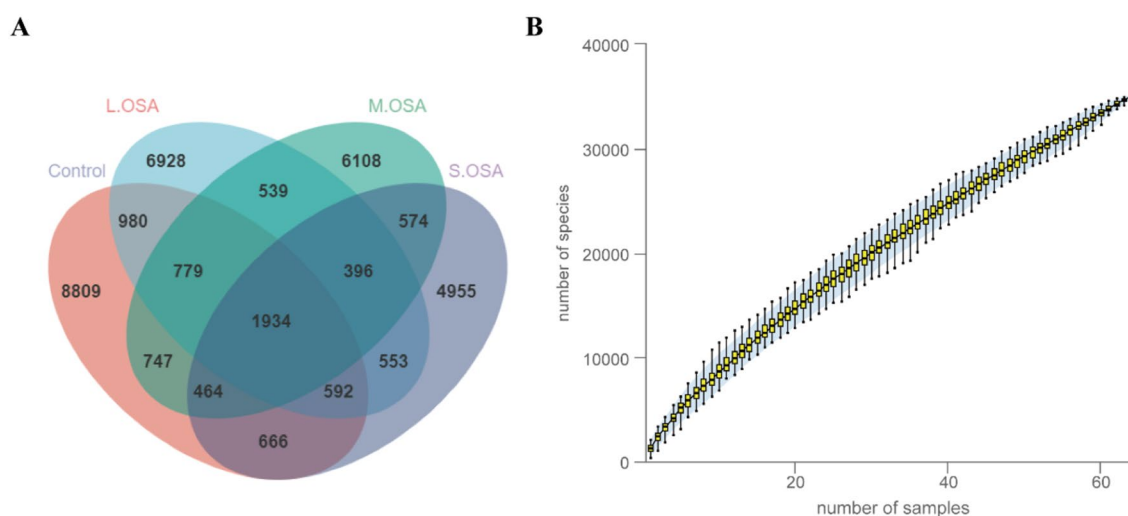 A
B
L.OSA
M.OSA
Control
S.OSA
6928
6108
539
980
574
779
396
8809
4955
1934
747
553
464
592
666
40000
30000
20000
10000
0
number of species
20
40
60
number of samples